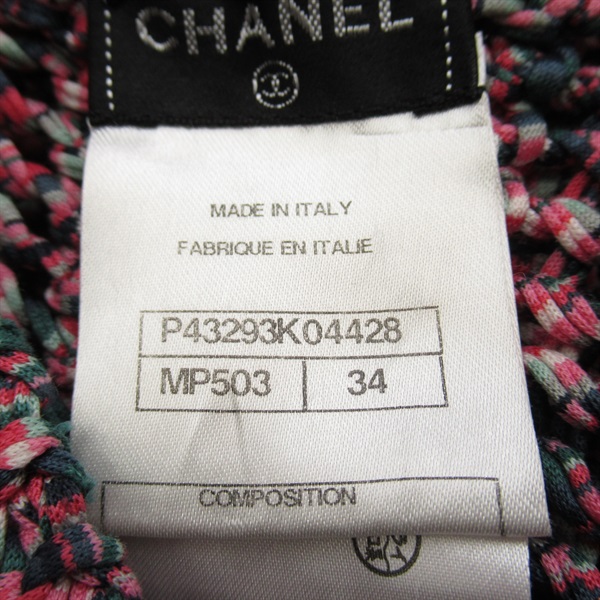 CHANEL
MADE IN ITALY
FABRIQUE EN ITALIE
P43293K04428
MP503 34
COMPOSITION